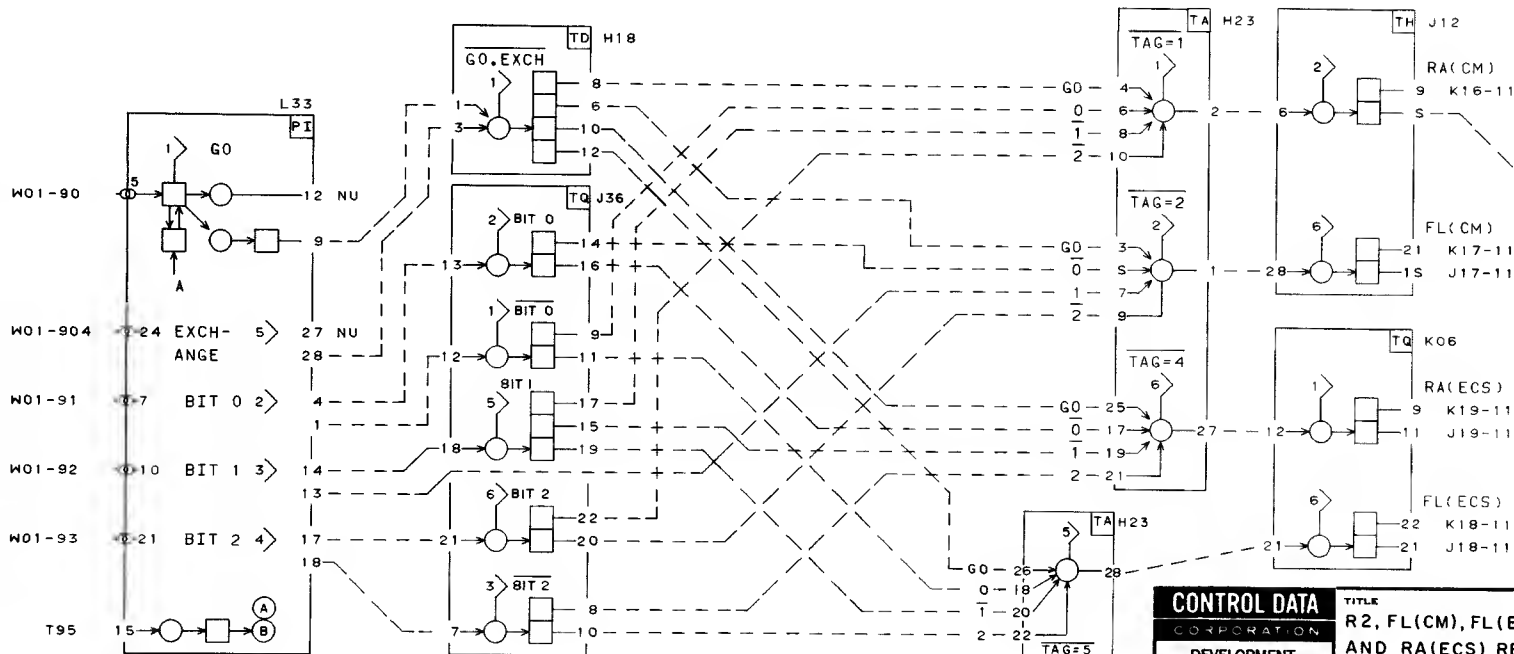 TD H18
GO.EXCH
1
1
3
8
6
10
12
L33
PI
1 GO
W01-90 5
12 NU
9
A
W01-904 24 EXCH- 5 27 NU
ANGE 28
W01-91 7 BIT 0 2 4
1
W01-92 10 BIT 1 3 14
13
W01-93 21 BIT 2 4 17
18
T95 15 A
B
TQ J36
2 BIT 0
13 14
16
1 BIT 0
12 9
11
BIT 1
5
18 17
15
19
6 BIT 2
21 22
20
3 BIT 2
7 8
10
TA H23
TAG=1
1
GO 4
0 6
1 8
2 10
2
TAG=2
2
GO 3
0 S
1 7
2 9
1
TAG=4
6
GO 25
0 17
1 19
2 21
27
TA H23
5
GO 26
0 18
1 20
2 22
28
TAG=5
TH J12
2
6
RA(CM)
9 K16-11
S
6
28
FL(CM)
21 K17-11
1S J17-11
TQ K06
1
12
RA(ECS)
9 K19-11
11 J19-11
6
21
FL(ECS)
22 K18-11
21 J18-11
CONTROL DATA
CORPORATION
TITLE
R2, FL(CM), FL(E